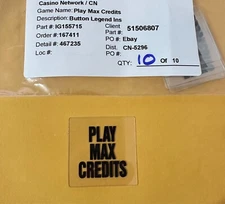 Casino Network / CN
Game Name: Play Max Credits
Description: Button Legend Ins
Part #: IG155715
Client Part #: 51506807
Order #: 167411
PO #: Ebay
Detail #: 467235
Dist. CN-5296
Loc #:
PO #:
QTY: 10 Of 10
PLAY
MAX
CREDITS